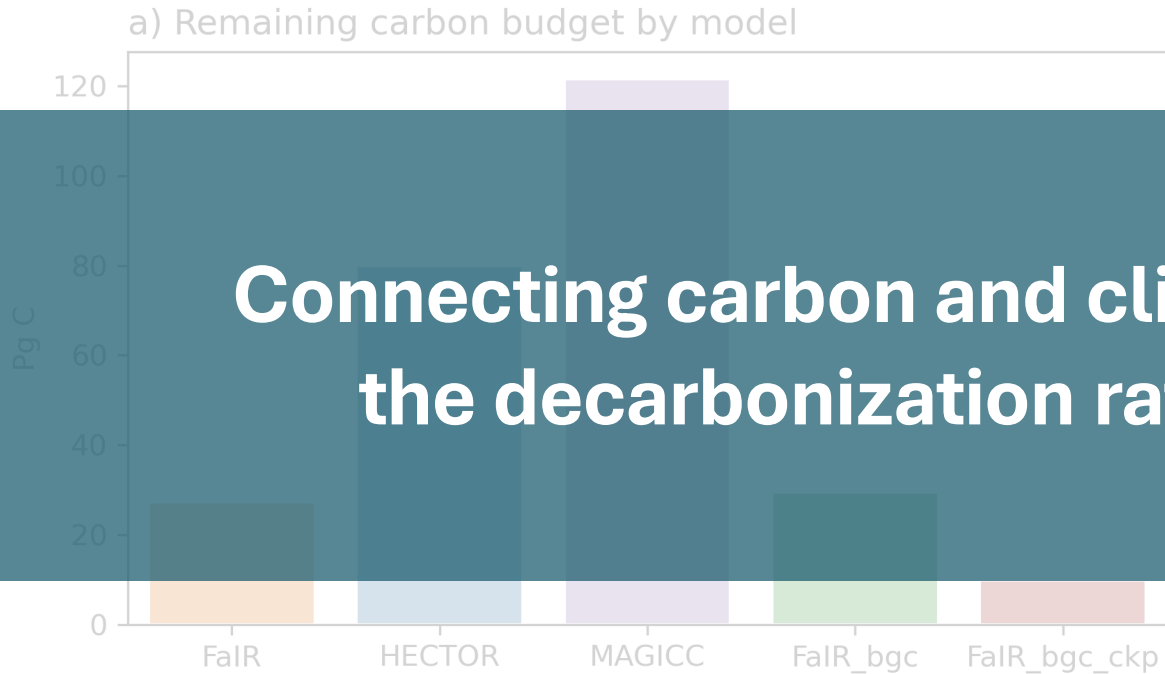 a) Remaining carbon budget by model
120
100
80
60
40
20
0
Pg C
Connecting carbon and cli
the decarbonization ra
FaIR HECTOR MAGICC FaIR_bgc FaIR_bgc_ckp